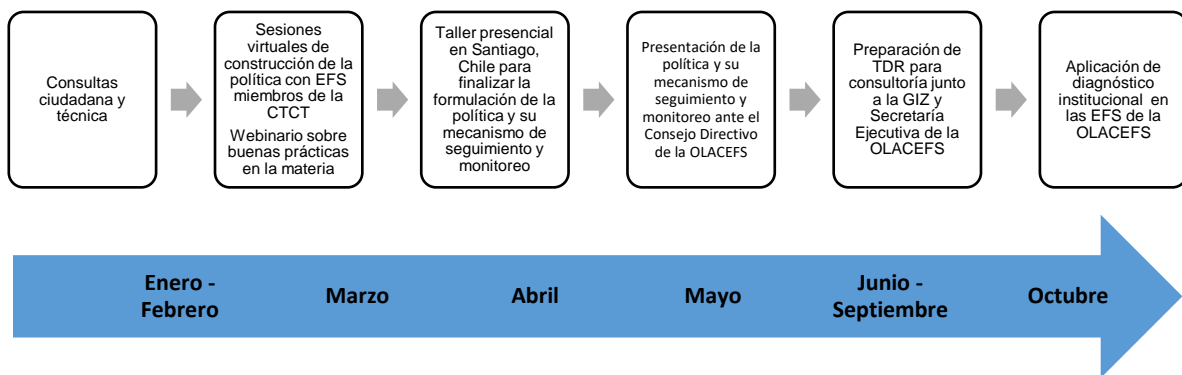 Consultas
ciudadana y
técnica
Sesiones
virtuales de
construcción de la
política con EFS
miembros de la
CTCT
Webinario sobre
buenas prácticas
en la materia
Taller presencial
en Santiago,
Chile para
finalizar la
formulación de la
política y su
mecanismo de
seguimiento y
monitoreo
Presentación de la
política y su
mecanismo de
seguimiento y
monitoreo ante el
Consejo Directivo
de la OLACEFS
Preparación de
TDR para
consultoría junto
a la GIZ y
Secretaría
Ejecutiva de la
OLACEFS
Aplicación de
diagnóstico
institucional en
las EFS de la
OLACEFS
Enero -
Febrero
Marzo
Abril
Mayo
Junio -
Septiembre
Octubre